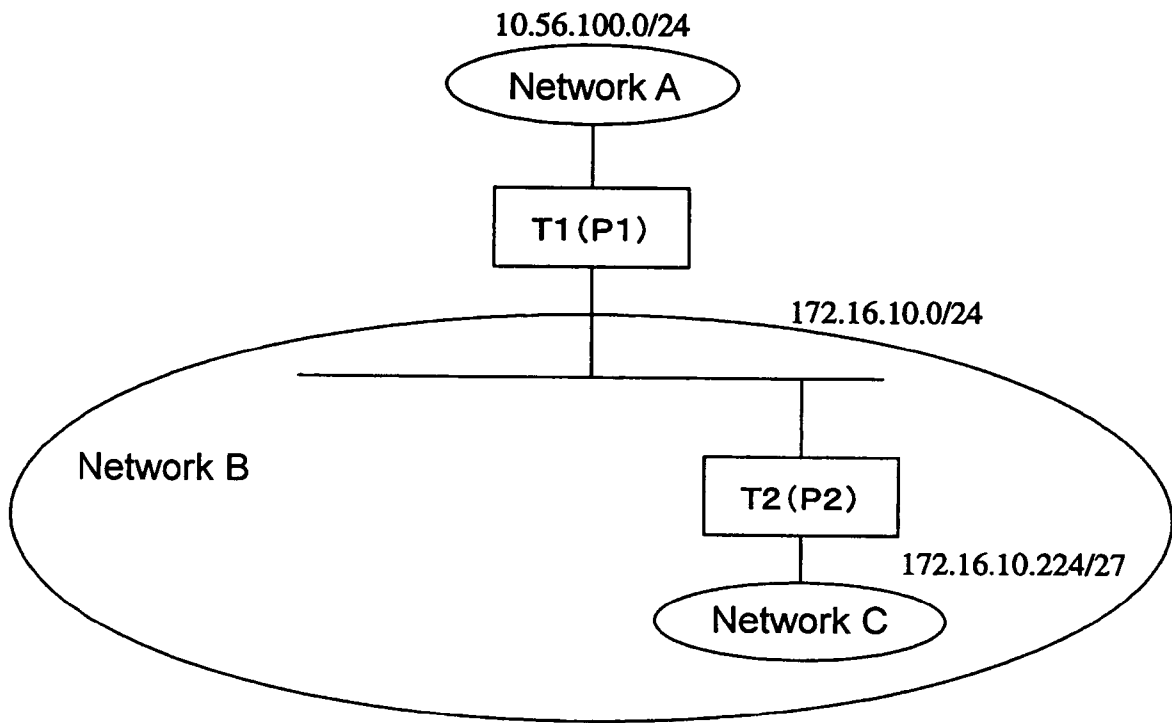 10.56.100.0/24
Network A
T1(P1)
172.16.10.0/24
Network B
T2(P2)
172.16.10.224/27
Network C